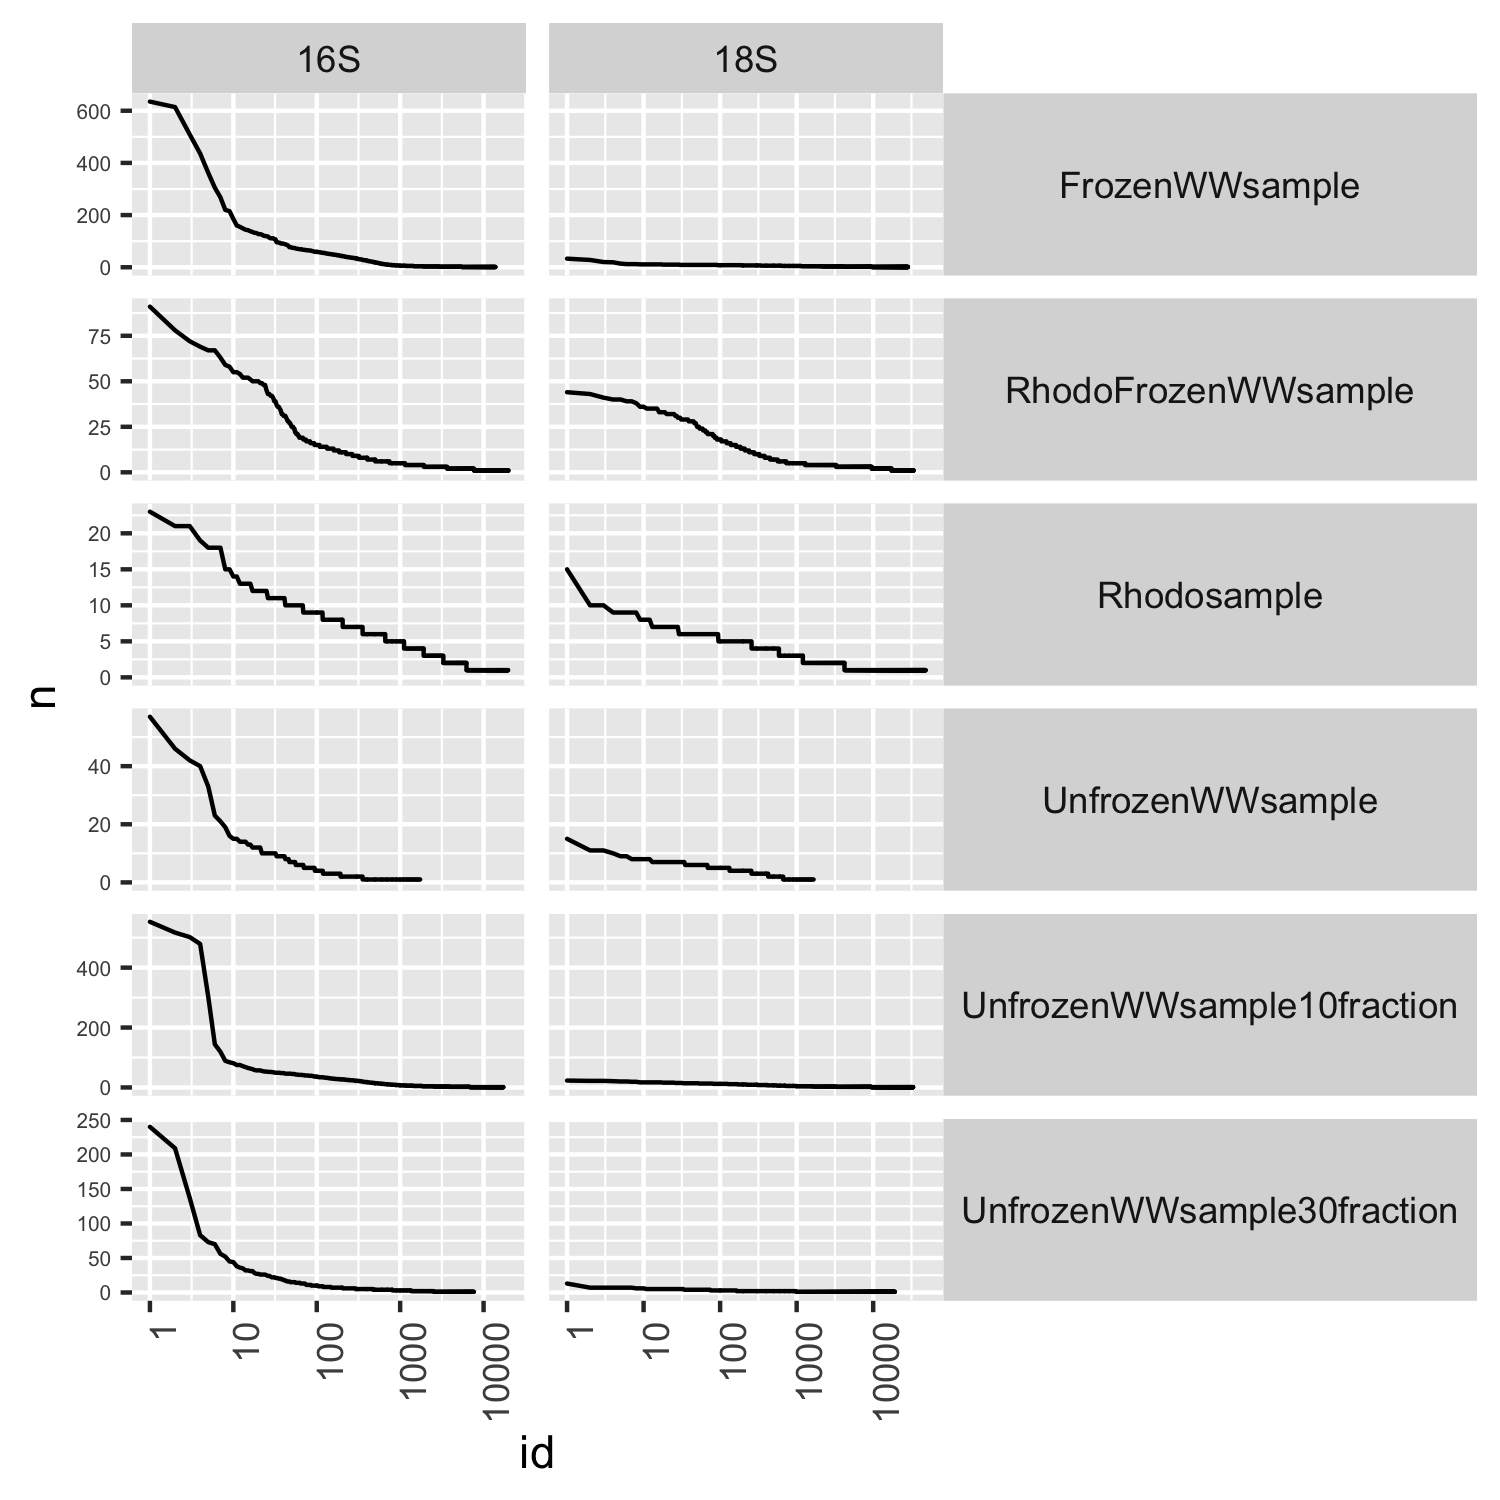 16S 18S
600
400
200
0
FrozenWWsample
75
50
25
0
RhodoFrozenWWsample
20
15
10
5
0
Rhodosample
40
20
0
UnfrozenWWsample
400
200
0
UnfrozenWWsample10fraction
250
200
150
100
50
0
UnfrozenWWsample30fraction
n
1 10 100 1000 10000 1 10 100 1000 10000
id